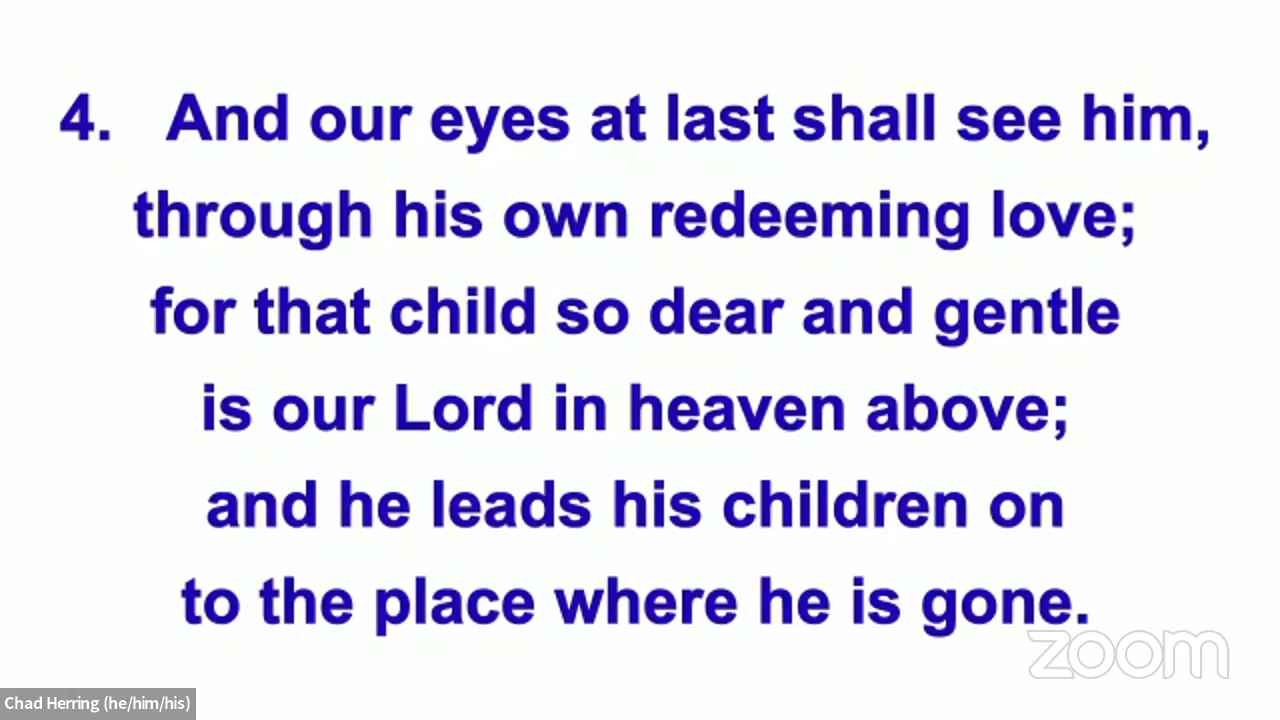 4. And our eyes at last shall see him,
through his own redeeming love;
for that child so dear and gentle
is our Lord in heaven above;
and he leads his children on
to the place where he is gone.
zoom
Chad Herring (he/him/his)